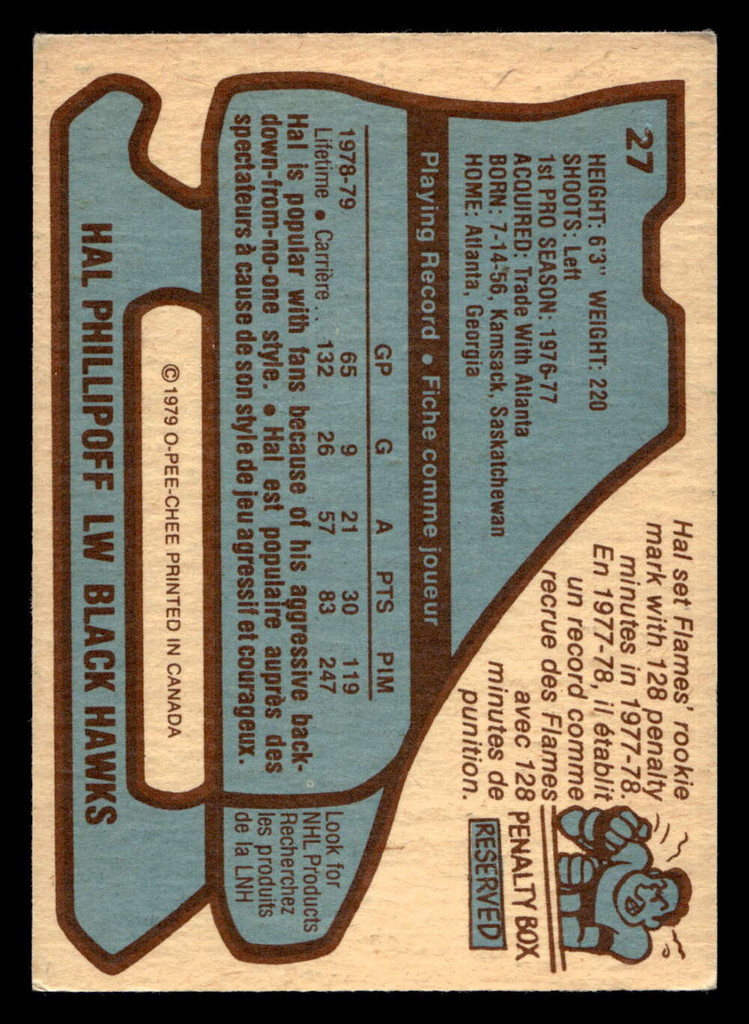 27
HEIGHT: 6'3" WEIGHT: 220
SHOOTS: Left
1st PRO SEASON: 1976-77
ACQUIRED: Trade With Atlanta
BORN: 7-14-56, Kamsack, Saskatchewan
HOME: Atlanta, Georgia
Playing Record • Fiche comme joueur
GP G A PTS PIM
1978-79 65 9 21 30 119
Lifetime • Carrière . . 132 26 57 83 247
Hal is popular with fans because of his aggressive back-
down-from-no-one style. • Hal est populaire auprès des
spectateurs à cause de son style de jeu agressif et courageux.
Hal set Flames' rookie
mark with 128 penalty
minutes in 1977-78.
En 1977-78, il établit
un record comme
recrue des Flames
avec 128
minutes de
punition.
PENALTY BOX
RESERVED
Look for
NHL Products
Recherchez
les produits
de la LNH
© 1979 O-PEE-CHEE PRINTED IN CANADA
HAL PHILLIPOFF LW BLACK HAWKS